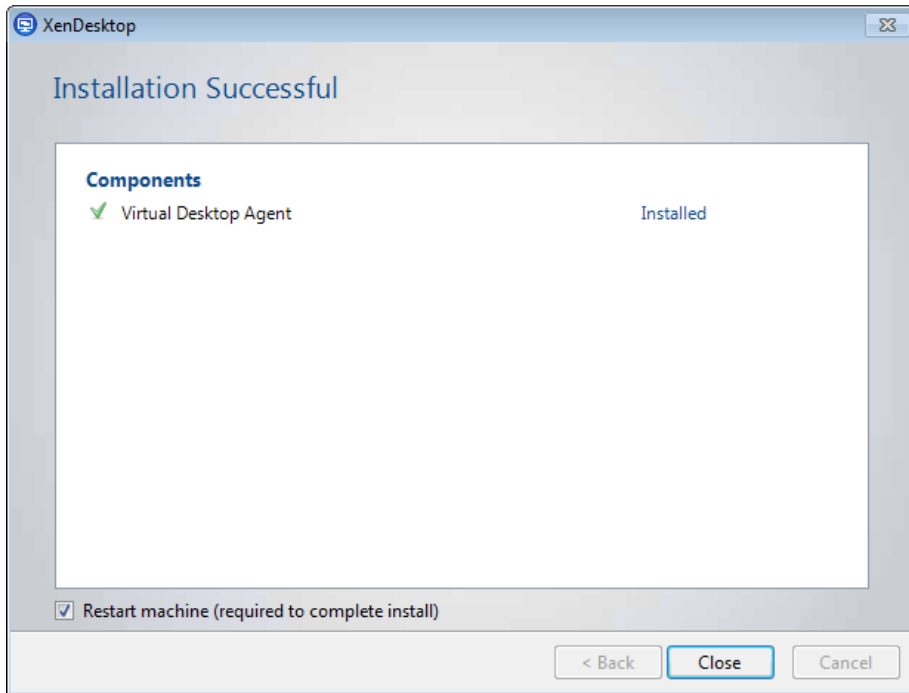 XenDesktop
Installation Successful
Components
Virtual Desktop Agent Installed
Restart machine (required to complete install)
< Back Close Cancel